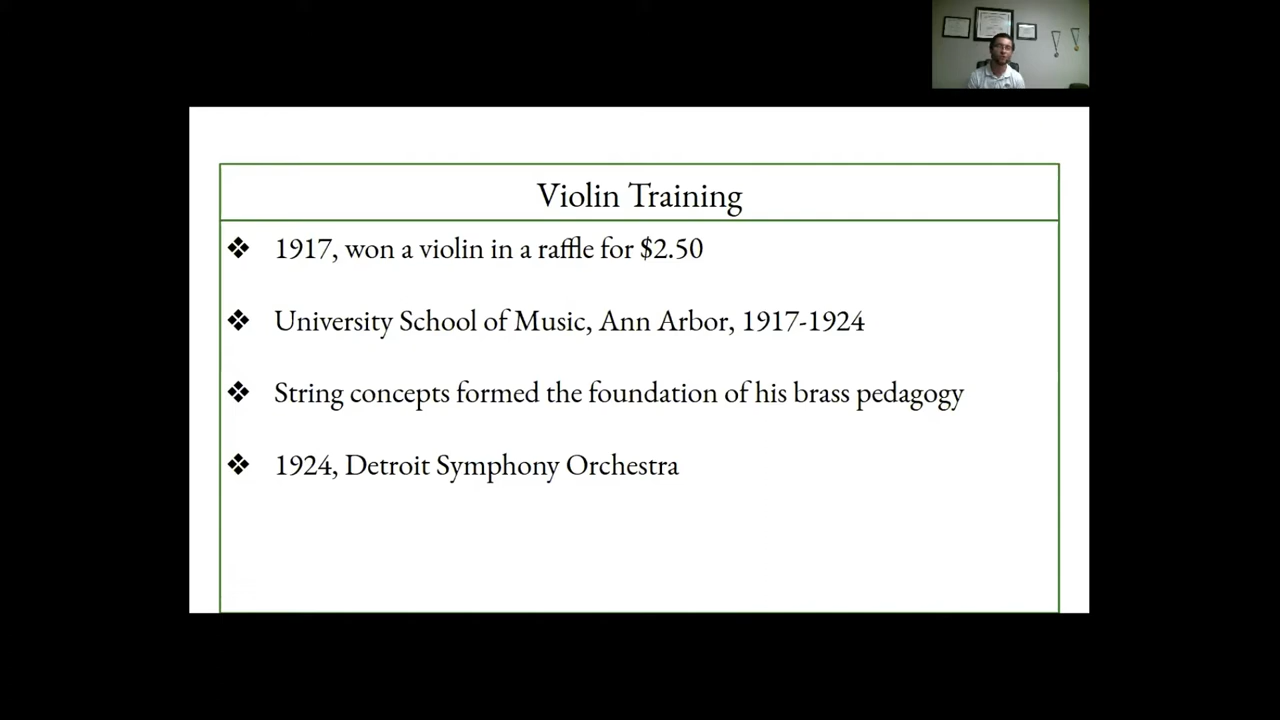 Violin Training
❖ 1917, won a violin in a raffle for $2.50
❖ University School of Music, Ann Arbor, 1917-1924
❖ String concepts formed the foundation of his brass pedagogy
❖ 1924, Detroit Symphony Orchestra